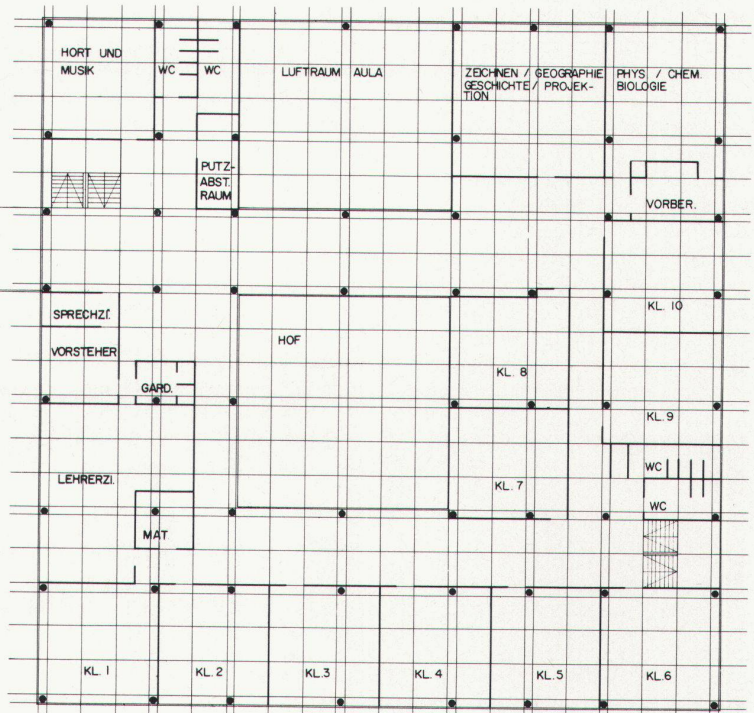 HORT UND
MUSIK
WC
WC
LUFTRAUM AULA
ZEICHNEN / GEOGRAPHIE
GESCHICHTE / PROJEK-
TION
PHYS / CHEM.
BIOLOGIE
PUTZ-
ABST.
RAUM
VORBER.
SPRECHZI.
VORSTEHER
HOF
KL. 10
GARD.
KL. 8
KL. 9
LEHRERZI.
KL. 7
WC
WC
MAT.
KL. 1
KL. 2
KL. 3
KL. 4
KL. 5
KL. 6